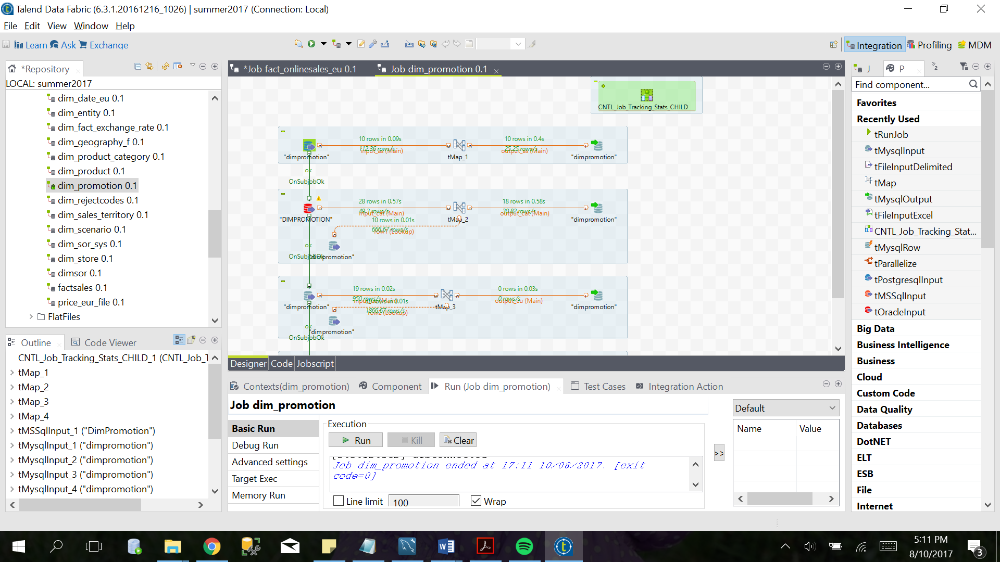 Talend Data Fabric (6.3.1.20161216_1026) | summer2017 (Connection: Local)
File Edit View Window Help
Learn Ask Exchange
Integration Profiling MDM
*Repository
LOCAL: summer2017
dim_date_eu 0.1
dim_entity 0.1
dim_fact_exchange_rate 0.1
dim_geography_f 0.1
dim_product_category 0.1
dim_product 0.1
dim_promotion 0.1
dim_rejectcodes 0.1
dim_sales_territory 0.1
dim_scenario 0.1
dim_sor_sys 0.1
dim_store 0.1
dimsor 0.1
factsales 0.1
price_eur_file 0.1
FlatFiles
Outline Code Viewer
CNTL_Job_Tracking_Stats_CHILD_1 (CNTL_Job_T
tMap_1
tMap_2
tMap_3
tMap_4
tMSSqlInput_1 ("DimPromotion")
tMysqlInput_1 ("dimpromotion")
tMysqlInput_2 ("dimpromotion")
tMysqlInput_3 ("dimpromotion")
tMysqlInput_4 ("dimpromotion")
*Job fact_onlinesales_eu 0.1 Job dim_promotion 0.1
CNTL_Job_Tracking_Stats_CHILD
10 rows in 0.09s 10 rows in 0.4s
112.36 rows/s 25.25 rows/s
input_as (Main) output_as (Main)
"dimpromotion" tMap_1 "dimpromotion"
ok
OnSubjobOk
28 rows in 0.57s 18 rows in 0.58s
49.3 rows/s 30.82 rows/s
input_cat (Main) output_cat (Main)
"DIMPROMOTION" tMap_2 "dimpromotion"
10 rows in 0.01s
666.67 rows/s
row1 (Lookup)
ok
OnSubjobOk "dimpromotion"
19 rows in 0.02s 0 rows in 0.03s
950 rows/s 0 rows/s
output_eu (Main)
"dimpromotion" tMap_3 "dimpromotion"
rows in 0.01s
1866.67 rows/s
row2 (Lookup)
ok
"dimpromotion"
OnSubjobOk
Designer Code Jobscript
Contexts(dim_promotion) Component Run (Job dim_promotion) Test Cases Integration Action
Job dim_promotion
Basic Run
Debug Run
Advanced settings
Target Exec
Memory Run
Execution
Run Kill Clear
[statistics] disconnected
Job dim_promotion ended at 17:11 10/08/2017. [exit
code=0]
Line limit 100 Wrap
>>
Default
Name Value
J P 2
Find component...
Favorites
Recently Used
tRunJob
tMysqlInput
tFileInputDelimited
tMap
tMysqlOutput
tFileInputExcel
CNTL_Job_Tracking_Stat...
tMysqlRow
tParallelize
tPostgresqlInput
tMSSqlInput
tOracleInput
Big Data
Business Intelligence
Business
Cloud
Custom Code
Data Quality
Databases
DotNET
ELT
ESB
File
Internet
5:11 PM
8/10/2017
3